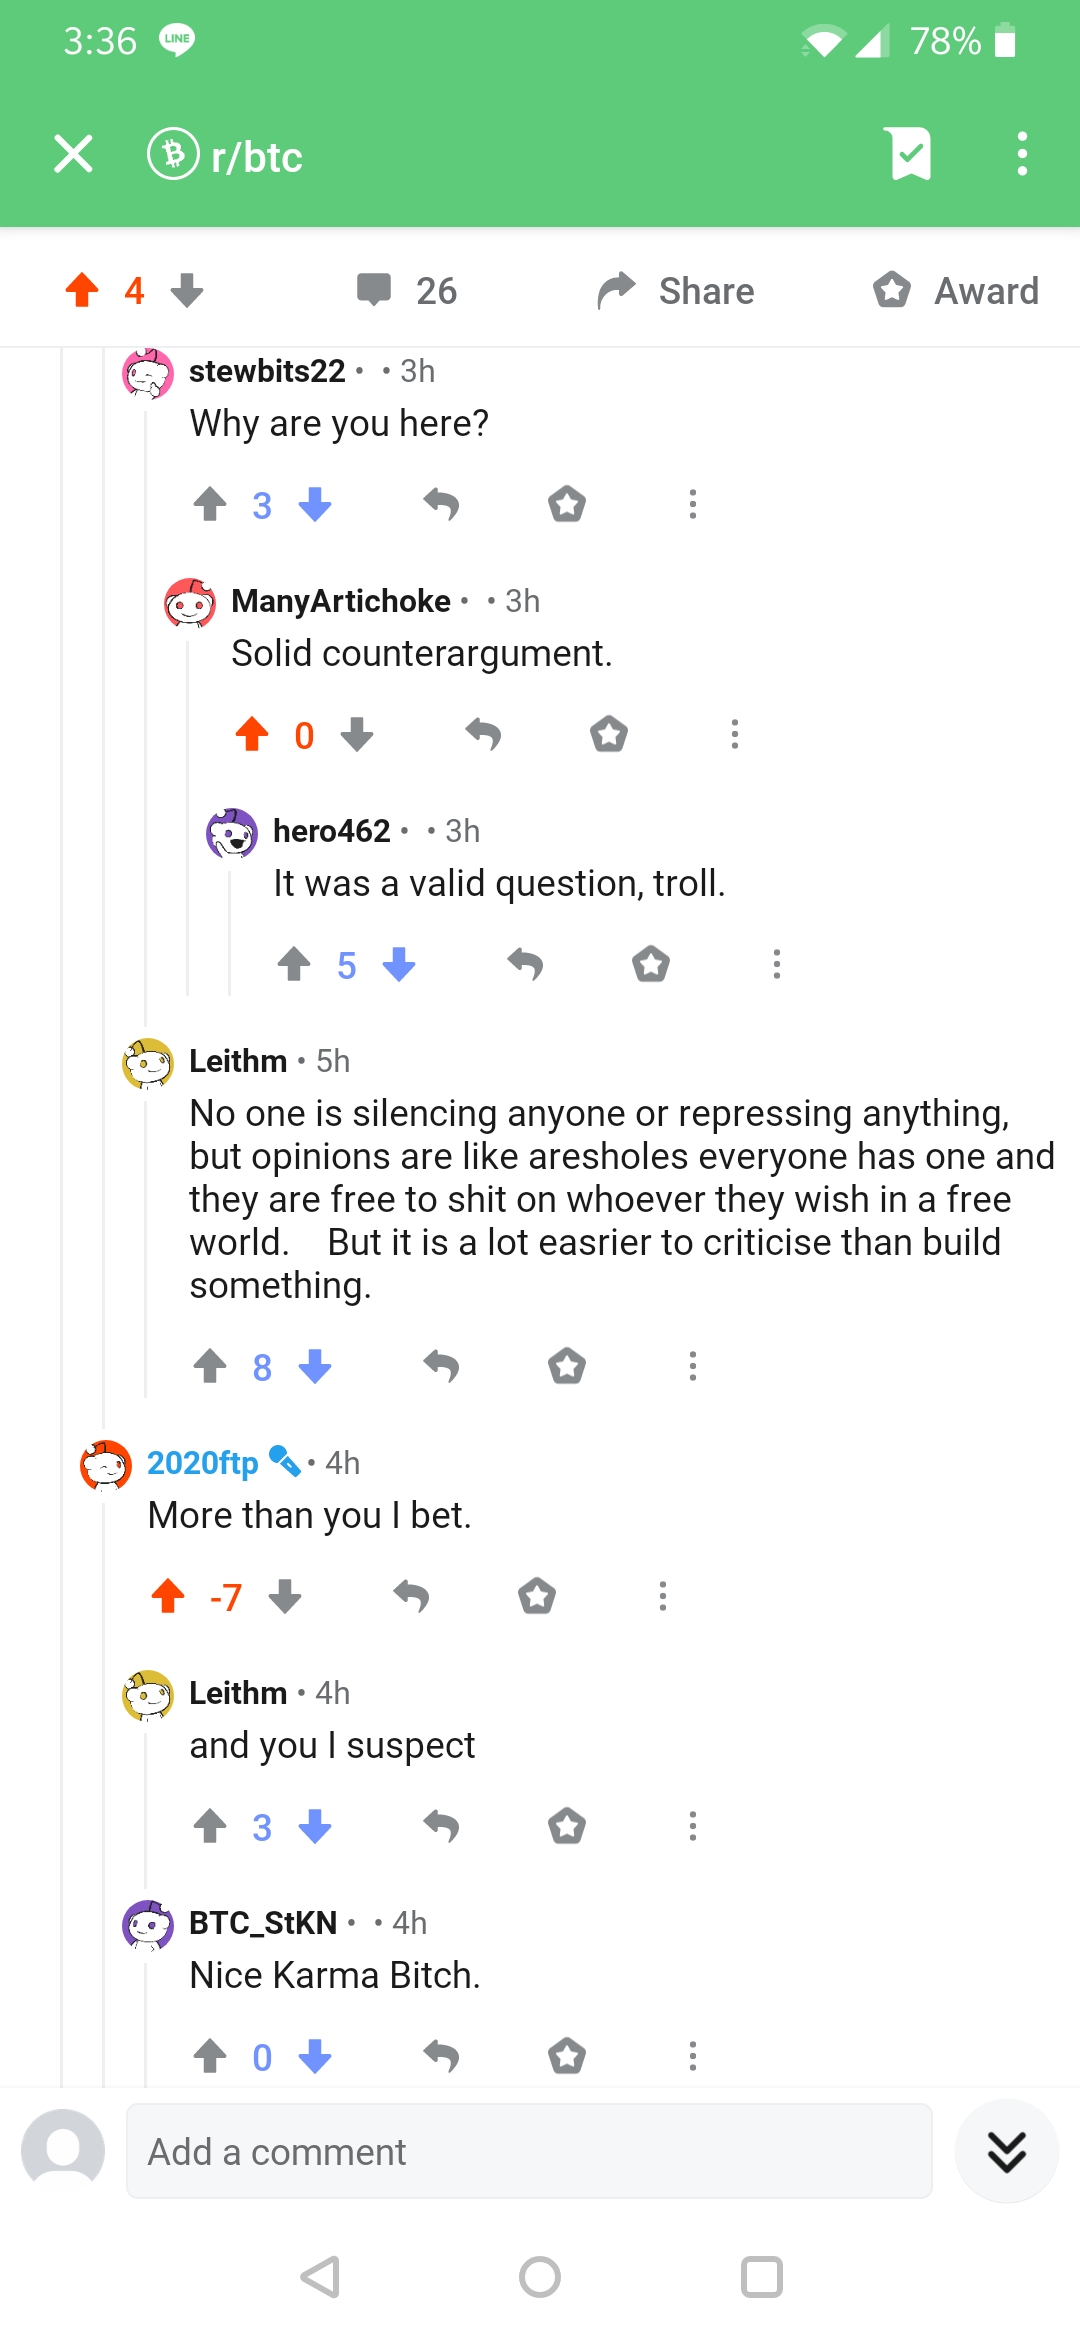 3:36 LINE 78%
r/btc
4 26 Share Award
stewbits22 • • 3h
Why are you here?
3
ManyArtichoke • • 3h
Solid counterargument.
0
hero462 • • 3h
It was a valid question, troll.
5
Leithm • 5h
No one is silencing anyone or repressing anything,
but opinions are like aresholes everyone has one and
they are free to shit on whoever they wish in a free
world. But it is a lot easrier to criticise than build
something.
8
2020ftp • 4h
More than you I bet.
-7
Leithm • 4h
and you I suspect
3
BTC_StKN • • 4h
Nice Karma Bitch.
0
Add a comment